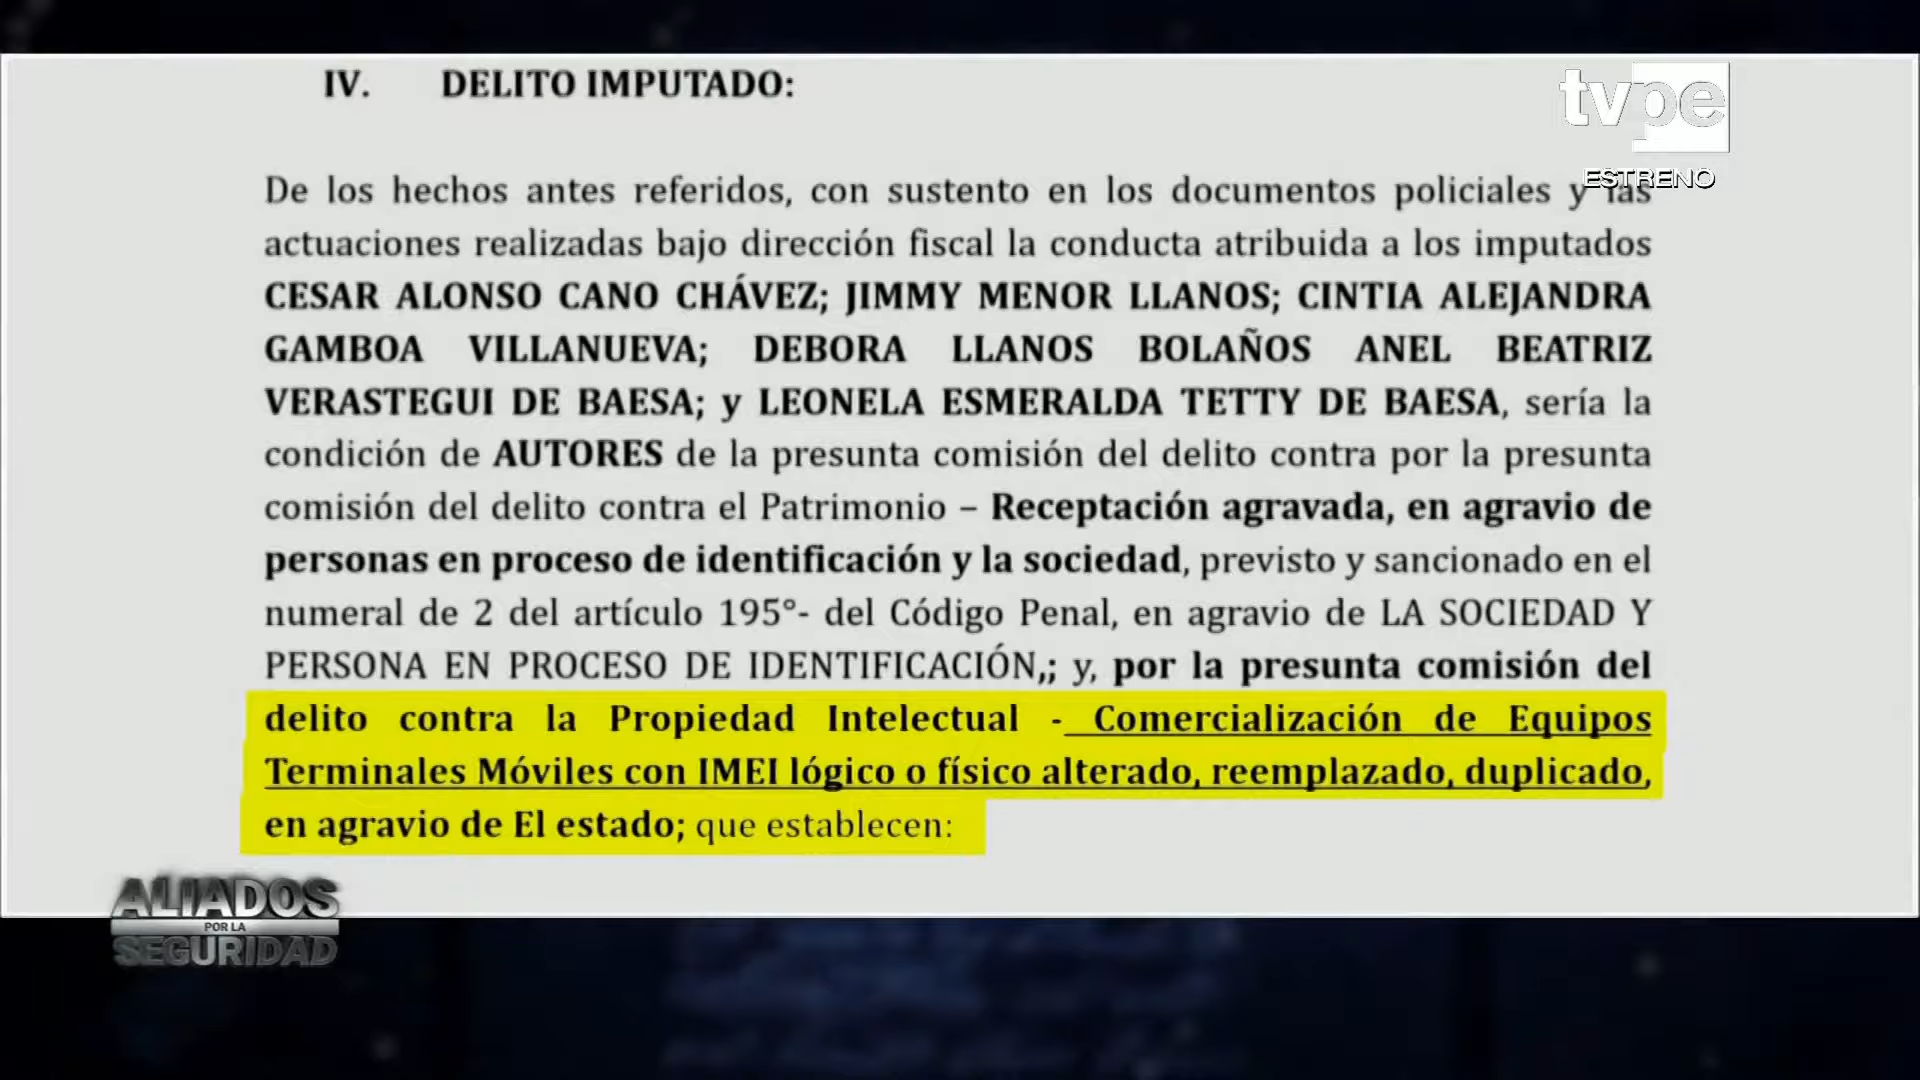 IV. DELITO IMPUTADO:
tvpe
ESTRENO
De los hechos antes referidos, con sustento en los documentos policiales y las
actuaciones realizadas bajo dirección fiscal la conducta atribuida a los imputados
CESAR ALONSO CANO CHÁVEZ; JIMMY MENOR LLANOS; CINTIA ALEJANDRA
GAMBOA VILLANUEVA; DEBORA LLANOS BOLAÑOS ANEL BEATRIZ
VERASTEGUI DE BAESA; y LEONELA ESMERALDA TETTY DE BAESA, sería la
condición de AUTORES de la presunta comisión del delito contra por la presunta
comisión del delito contra el Patrimonio – Receptación agravada, en agravio de
personas en proceso de identificación y la sociedad, previsto y sancionado en el
numeral de 2 del artículo 195°- del Código Penal, en agravio de LA SOCIEDAD Y
PERSONA EN PROCESO DE IDENTIFICACIÓN,; y, por la presunta comisión del
delito contra la Propiedad Intelectual - Comercialización de Equipos
Terminales Móviles con IMEI lógico o físico alterado, reemplazado, duplicado,
en agravio de El estado; que establecen:
ALIADOS
POR LA
SEGURIDAD